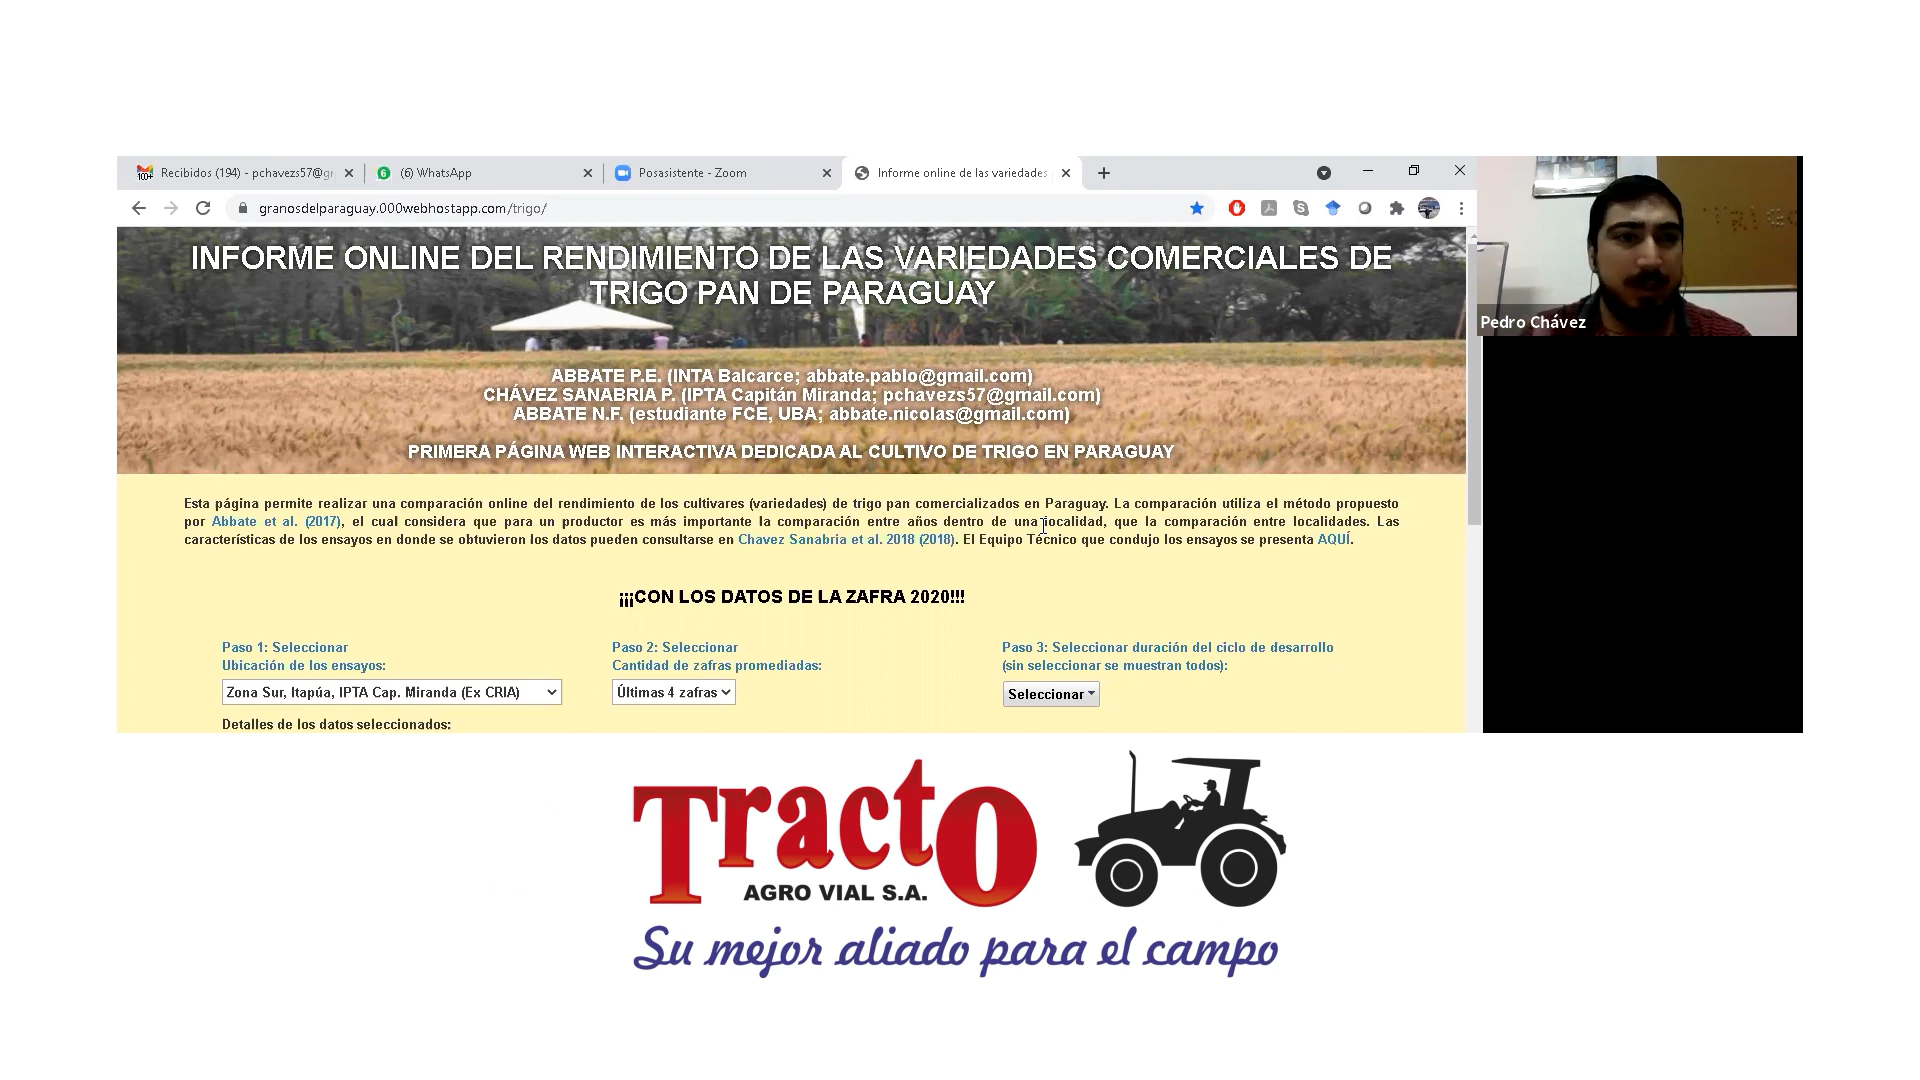 Recibidos (194) - pchavezs57@g
(6) WhatsApp
Posasistente - Zoom
Informe online de las variedades
granosdelparaguay.000webhostapp.com/trigo/
INFORME ONLINE DEL RENDIMIENTO DE LAS VARIEDADES COMERCIALES DE
TRIGO PAN DE PARAGUAY
ABBATE P.E. (INTA Balcarce; abbate.pablo@gmail.com)
CHÁVEZ SANABRIA P. (IPTA Capitán Miranda; pchavezs57@gmail.com)
ABBATE N.F. (estudiante FCE, UBA; abbate.nicolas@gmail.com)
PRIMERA PÁGINA WEB INTERACTIVA DEDICADA AL CULTIVO DE TRIGO EN PARAGUAY
Esta página permite realizar una comparación online del rendimiento de los cultivares (variedades) de trigo pan comercializados en Paraguay. La comparación utiliza el método propuesto
por Abbate et al. (2017), el cual considera que para un productor es más importante la comparación entre años dentro de una localidad, que la comparación entre localidades. Las
características de los ensayos en donde se obtuvieron los datos pueden consultarse en Chavez Sanabria et al. 2018 (2018). El Equipo Técnico que condujo los ensayos se presenta AQUÍ.
¡¡¡CON LOS DATOS DE LA ZAFRA 2020!!!
Paso 1: Seleccionar
Ubicación de los ensayos:
Zona Sur, Itapúa, IPTA Cap. Miranda (Ex CRIA)
Detalles de los datos seleccionados:
Paso 2: Seleccionar
Cantidad de zafras promediadas:
Últimas 4 zafras
Paso 3: Seleccionar duración del ciclo de desarrollo
(sin seleccionar se muestran todos):
Seleccionar
Pedro Chávez
Tracto
AGRO VIAL S.A.
Su mejor aliado para el campo